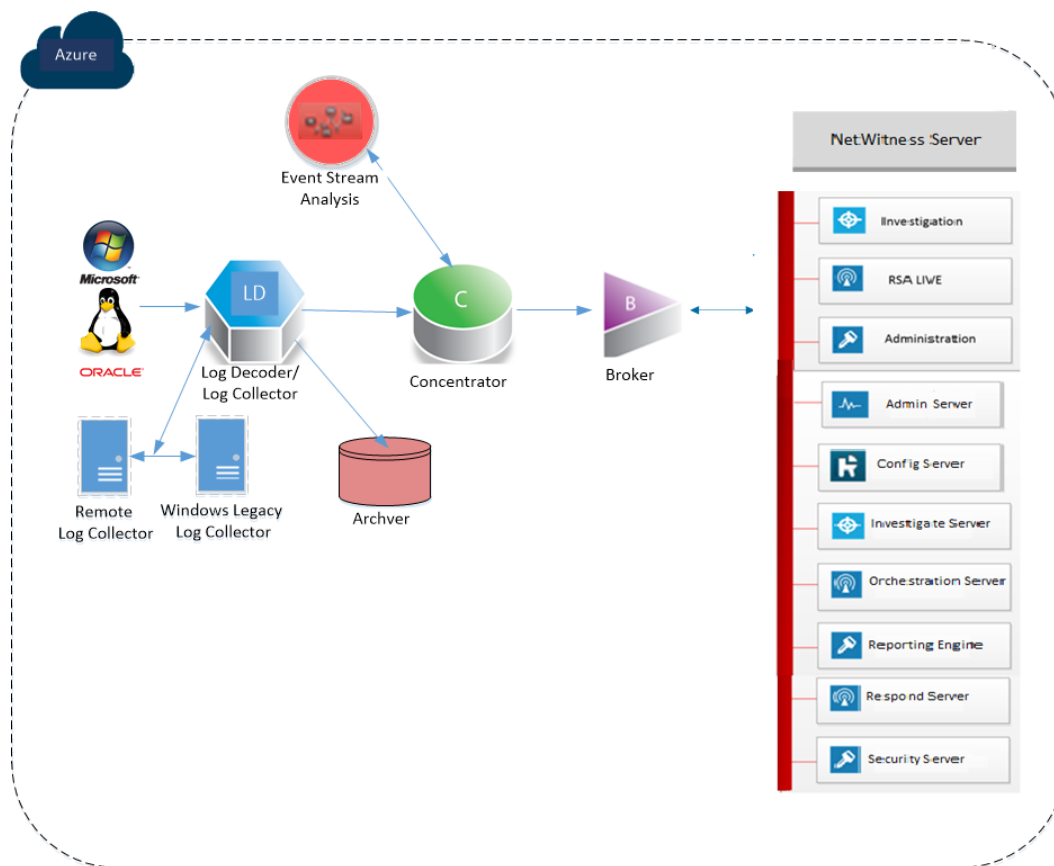 Azure
NetWitness Server
Event Stream
Analysis
Investigation
Microsoft
LD
C
B
RSA LIVE
ORACLE
Log Decoder/
Log Collector
Concentrator
Broker
Administration
Admin Server
Config Server
Remote
Log Collector
Windows Legacy
Log Collector
Archver
Investigate Server
Orchestration Server
Reporting Engine
Respond Server
Security Server